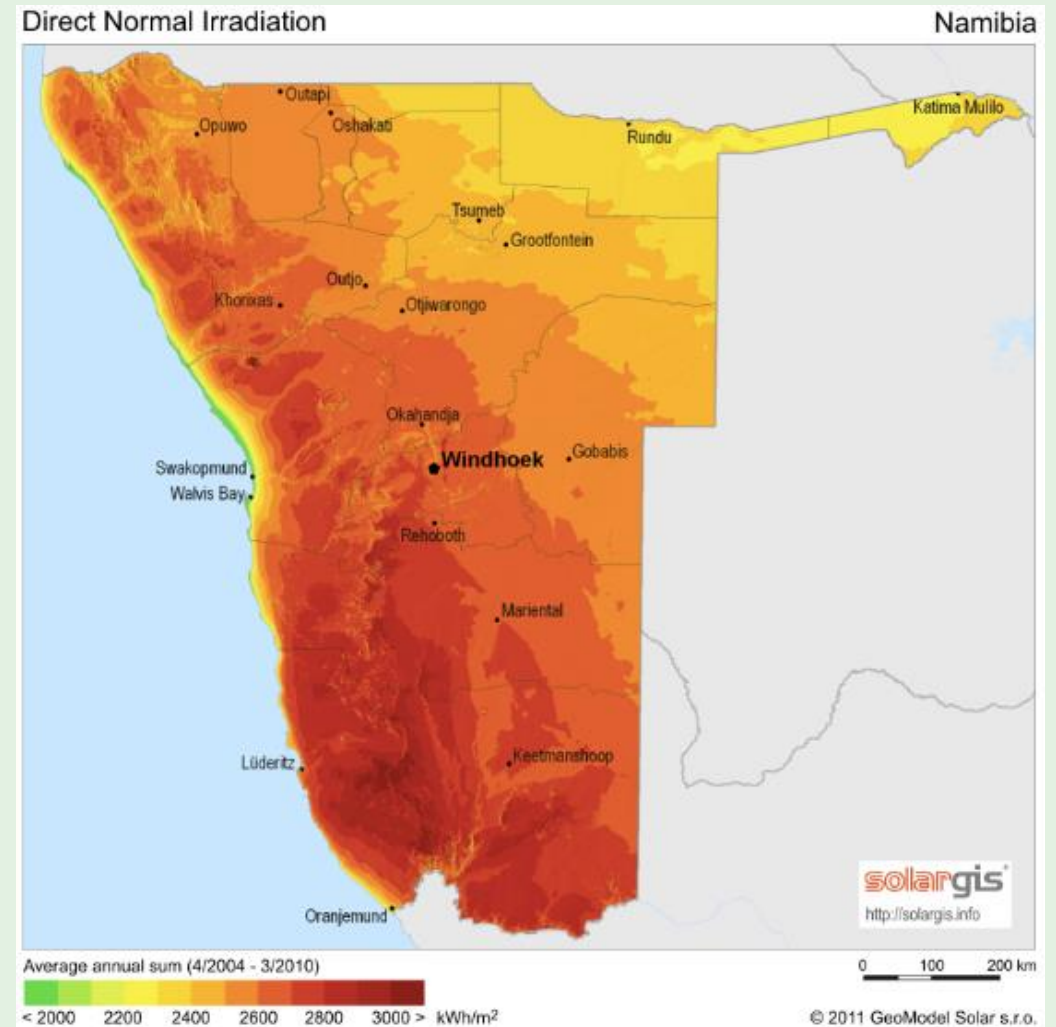 Direct Normal Irradiation
Namibia
Outapi
Oshakati
Opuwo
Katima Mulilo
Rundu
Tsumeb
Grootfontein
Outjo
Khorixas
Otjiwarongo
Okahandja
Windhoek
Gobabis
Swakopmund
Walvis Bay
Rehoboth
Mariental
Lüderitz
Keetmanshoop
Oranjemund
solargis
http://solargis.info
Average annual sum (4/2004 - 3/2010)
0 100 200 km
< 2000 2200 2400 2600 2800 3000 > kWh/m²
© 2011 GeoModel Solar s.r.o.